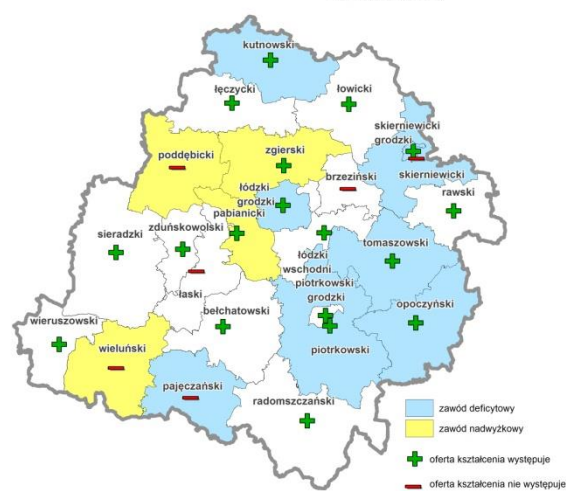 kutnowski
łęczycki
łowicki
skierniewicki
grodzki
poddębicki
zgierski
brzeziński
skierniewicki
łódzki
grodzki
pabianicki
rawski
sieradzki
zduńskowolski
tomaszowski
łódzki
wschodni
łaski
piotrkowski
grodzki
opoczyński
wieruszowski
bełchatowski
wieluński
piotrkowski
pajęczański
radomszczański
zawód deficytowy
zawód nadwyżkowy
oferta kształcenia występuje
oferta kształcenia nie występuje